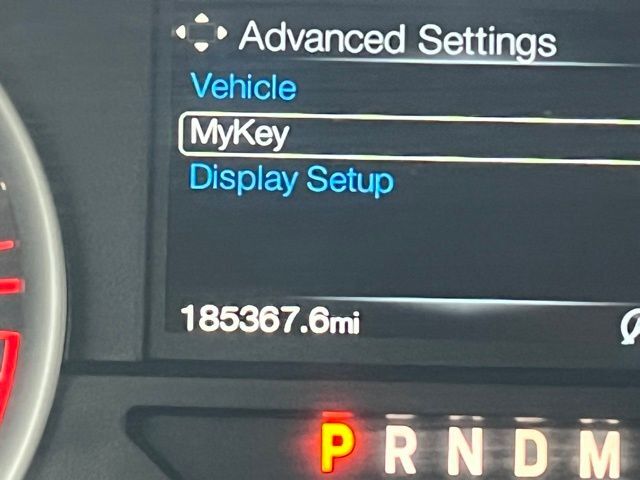 Advanced Settings
Vehicle
MyKey
Display Setup
185367.6mi
P R N D M